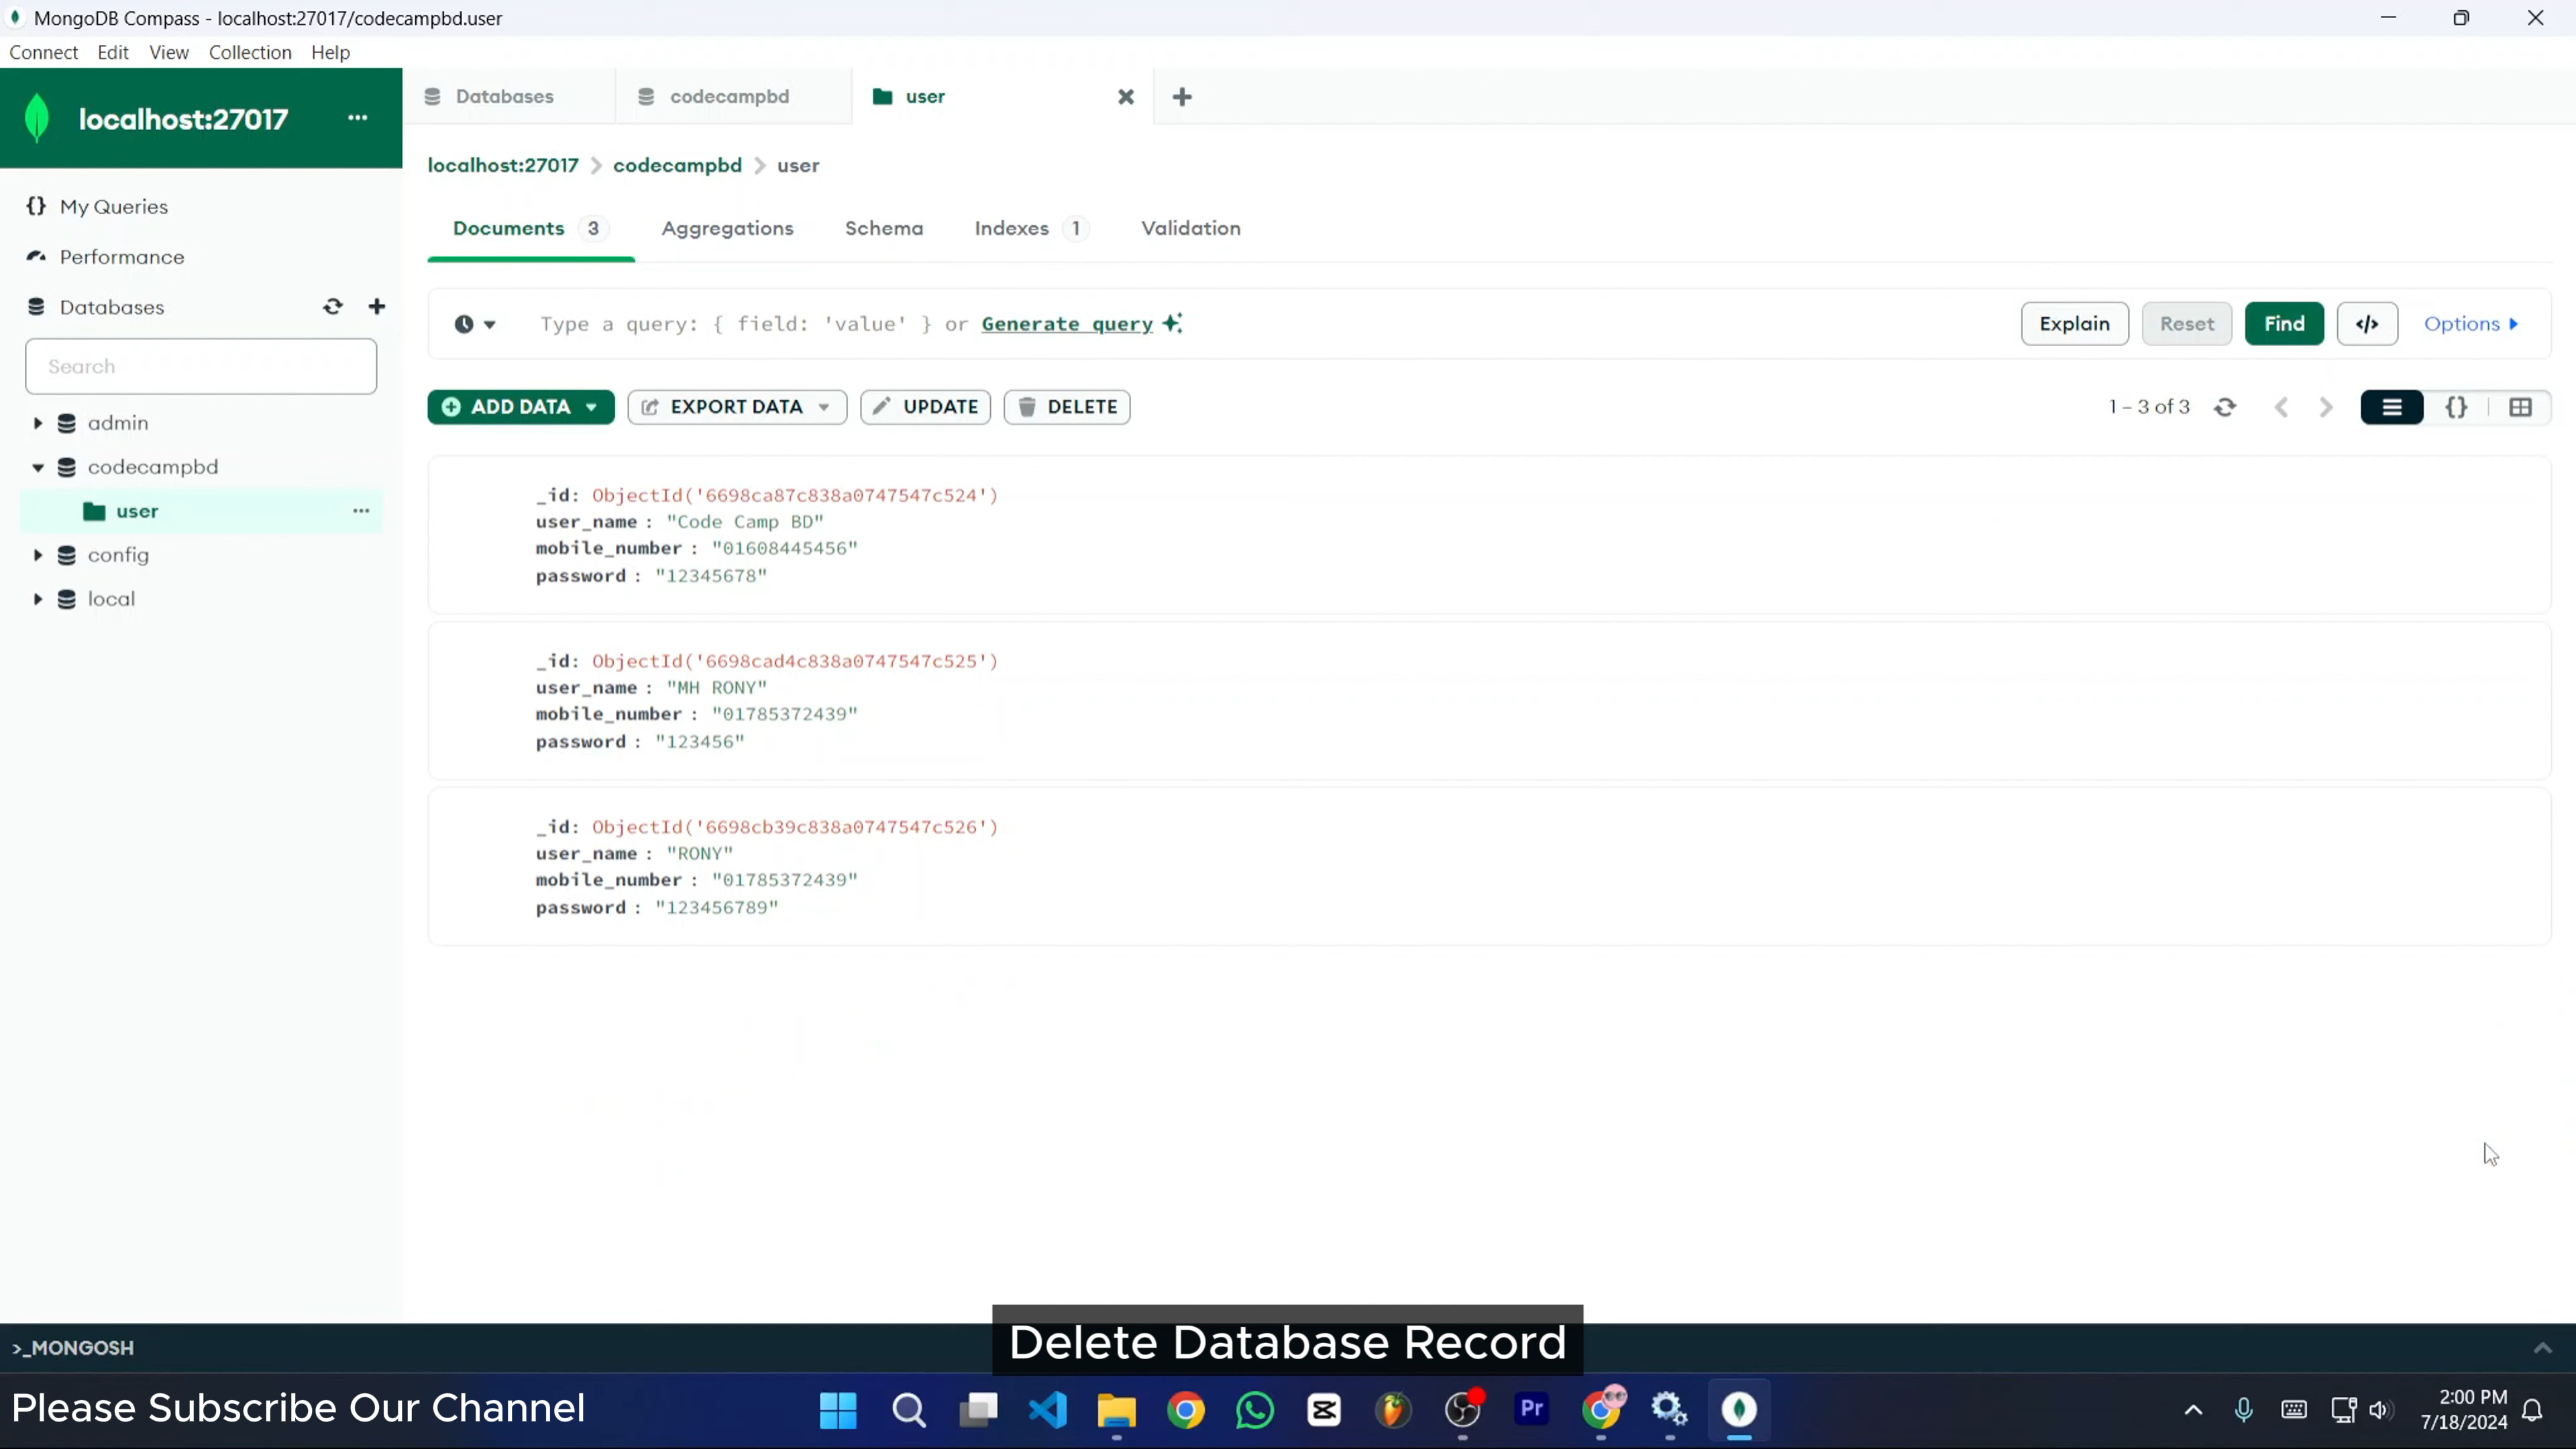 MongoDB Compass - localhost:27017/codecampbd.user
Connect Edit View Collection Help
localhost:27017 ...
Databases codecampbd user
localhost:27017 > codecampbd > user
My Queries
Performance
Databases
Search
admin
codecampbd
user ...
config
local
Documents 3 Aggregations Schema Indexes 1 Validation
Type a query: { field: 'value' } or Generate query
Explain Reset Find </> Options
ADD DATA EXPORT DATA UPDATE DELETE
1 – 3 of 3 {}
_id: ObjectId('6698ca87c838a0747547c524')
user_name : "Code Camp BD"
mobile_number : "01608445456"
password : "12345678"
_id: ObjectId('6698cad4c838a0747547c525')
user_name : "MH RONY"
mobile_number : "01785372439"
password : "123456"
_id: ObjectId('6698cb39c838a0747547c526')
user_name : "RONY"
mobile_number : "01785372439"
password : "123456789"
>_MONGOSH
Delete Database Record
Please Subscribe Our Channel
Pr
2:00 PM
7/18/2024